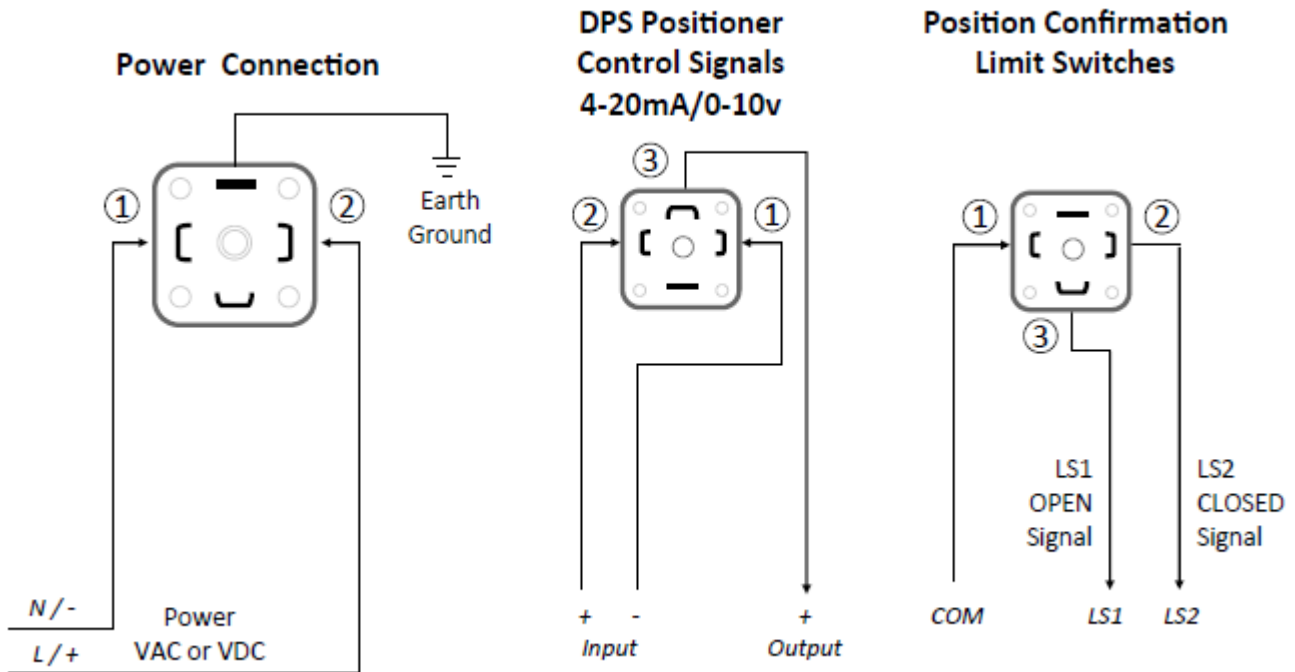 Power Connection
①
②
Earth
Ground
N / -
L / +
Power
VAC or VDC
DPS Positioner
Control Signals
4-20mA/0-10v
③
②
①
+
-
Input
+
Output
Position Confirmation
Limit Switches
①
②
③
LS1
OPEN
Signal
LS2
CLOSED
Signal
COM
LS1
LS2